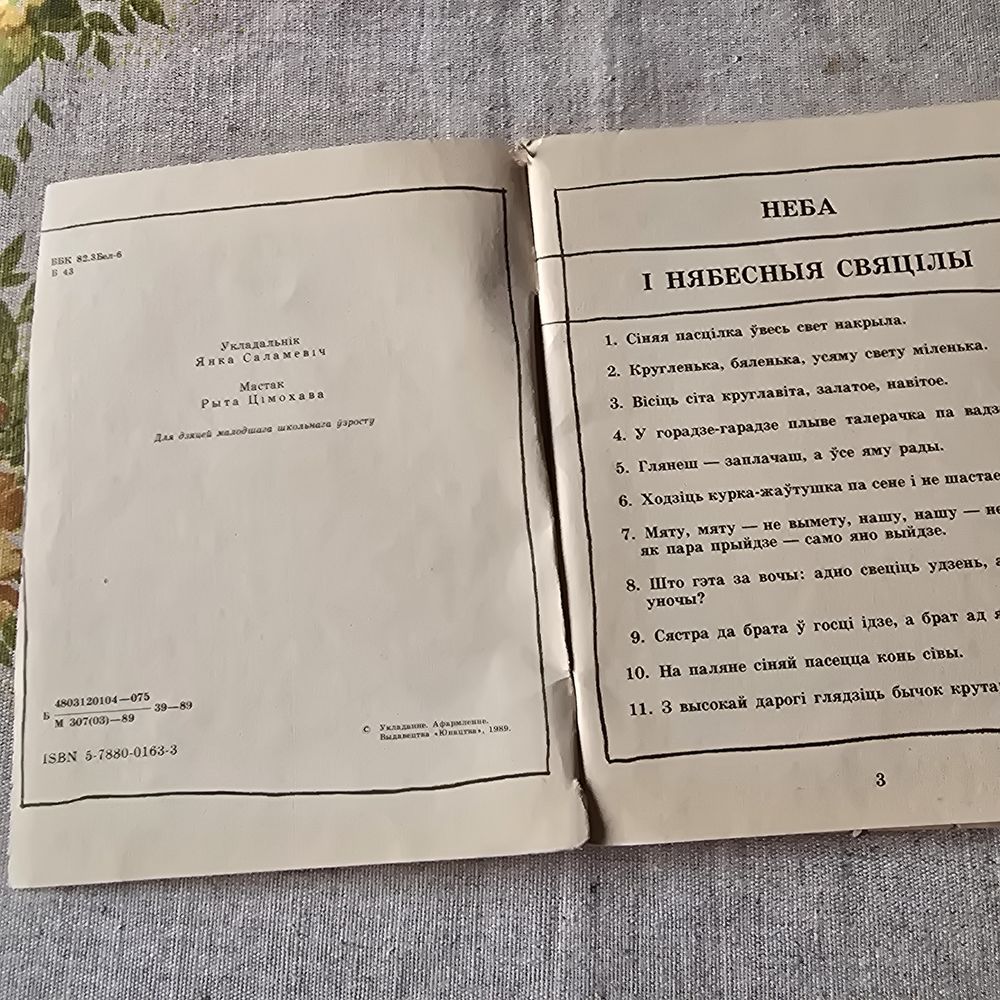 ББК 82.3Бел-6
Б 43
Укладальнік
Янка Саламевіч
Мастак
Рыта Цімохава
Для дзяцей малодшага школьнага ўзросту
4803120104—075
Б 39—89
М 307(03)—89
ISBN 5-7880-0163-3
© Укладанне. Афармленне.
Выдавецтва «Юнацтва», 1989.
НЕБА
І НЯБЕСНЫЯ СВЯЦІЛЫ
1. Сіняя пасцілка ўвесь свет накрыла.
2. Кругленька, бяленька, усяму свету міленька.
3. Вісіць сіта круглавіта, залатое, навітое.
4. У горадзе-гарадзе плыве талерачка па вадз
5. Глянеш — заплачаш, а ўсе яму рады.
6. Ходзіць курка-жаўтушка па сене і не шастае
7. Мяту, мяту — не вымету, нашу, нашу — не
як пара прыйдзе — само яно выйдзе.
8. Што гэта за вочы: адно свеціць удзень, а
уночы?
9. Сястра да брата ў госці ідзе, а брат ад я
10. На паляне сіняй пасецца конь сівы.
11. З высокай дарогі глядзіць бычок крута
3